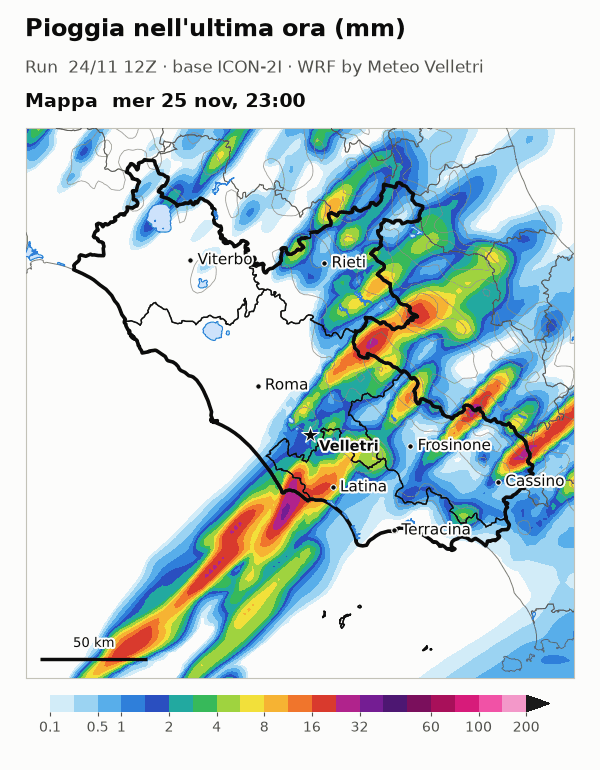 Pioggia nell'ultima ora (mm)
Run  24/11 12Z · base ICON-2I · WRF by Meteo Velletri
Mappa  mer 25 nov, 23:00
Viterbo
Rieti
Roma
Velletri
Frosinone
Latina
Cassino
Terracina
50 km
0.1 0.5 1 2 4 8 16 32 60 100 200